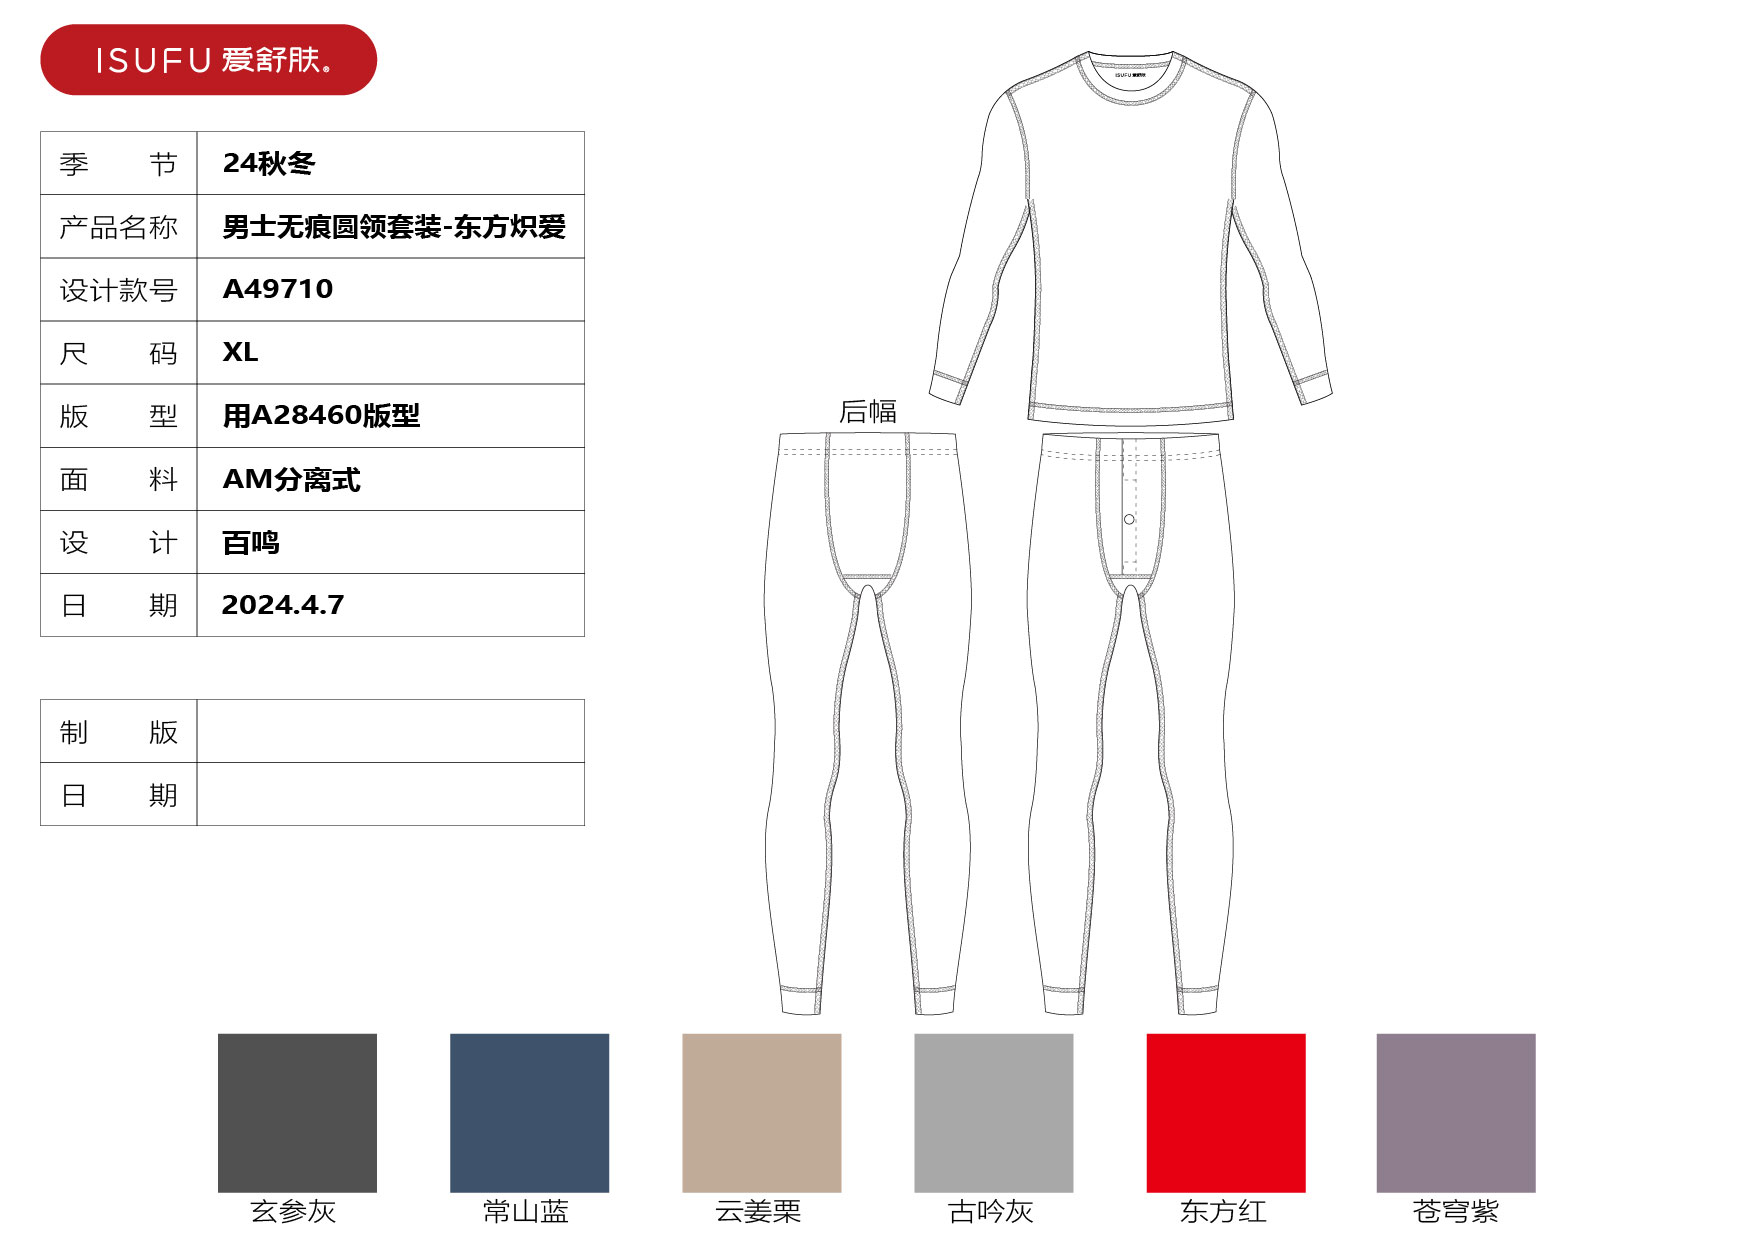 ISUFU 爱舒肤®
季 节 24秋冬
产品名称 男士无痕圆领套装-东方炽爱
设计款号 A49710
尺 码 XL
版 型 用A28460版型
面 料 AM分离式
设 计 百鸣
日 期 2024.4.7
制 版
日 期
ISUFU 爱舒肤
后幅
玄参灰 常山蓝 云姜栗 古吟灰 东方红 苍穹紫